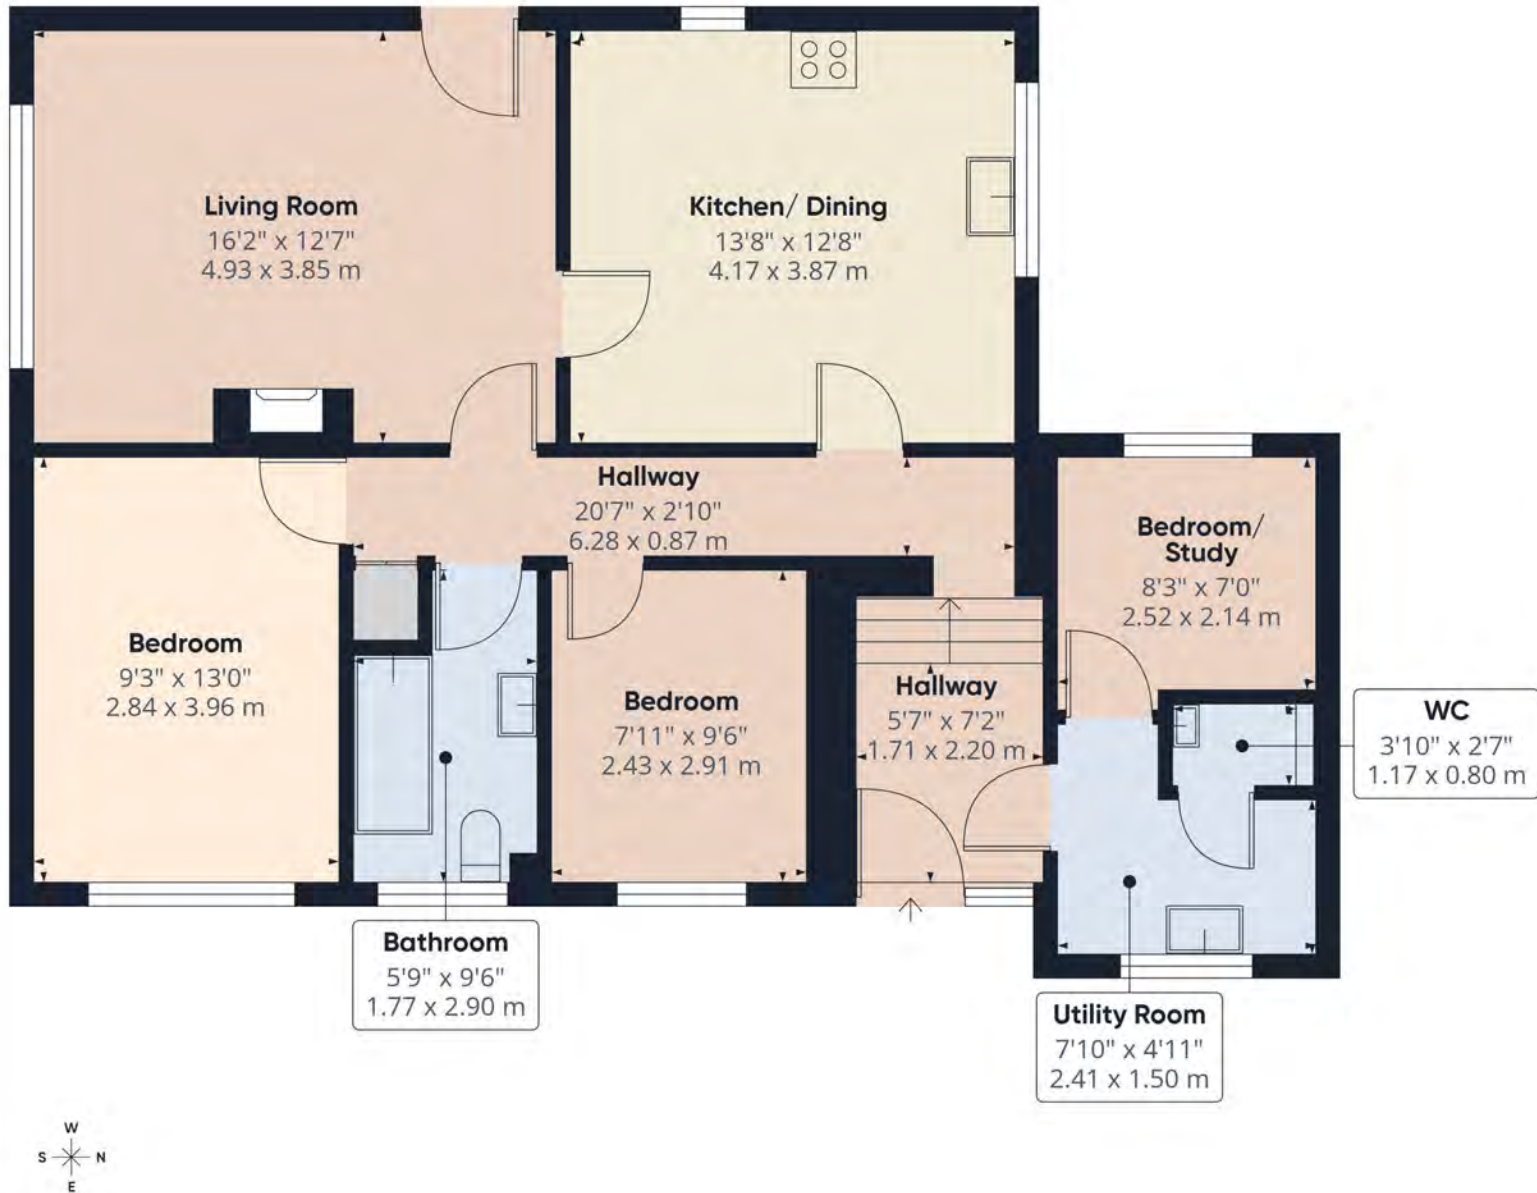 Living Room
16'2" x 12'7"
4.93 x 3.85 m
Kitchen/ Dining
13'8" x 12'8"
4.17 x 3.87 m
Hallway
20'7" x 2'10"
6.28 x 0.87 m
Bedroom/
Study
8'3" x 7'0"
2.52 x 2.14 m
Bedroom
9'3" x 13'0"
2.84 x 3.96 m
Bedroom
7'11" x 9'6"
2.43 x 2.91 m
Hallway
5'7" x 7'2"
1.71 x 2.20 m
WC
3'10" x 2'7"
1.17 x 0.80 m
Bathroom
5'9" x 9'6"
1.77 x 2.90 m
Utility Room
7'10" x 4'11"
2.41 x 1.50 m
W
S N
E